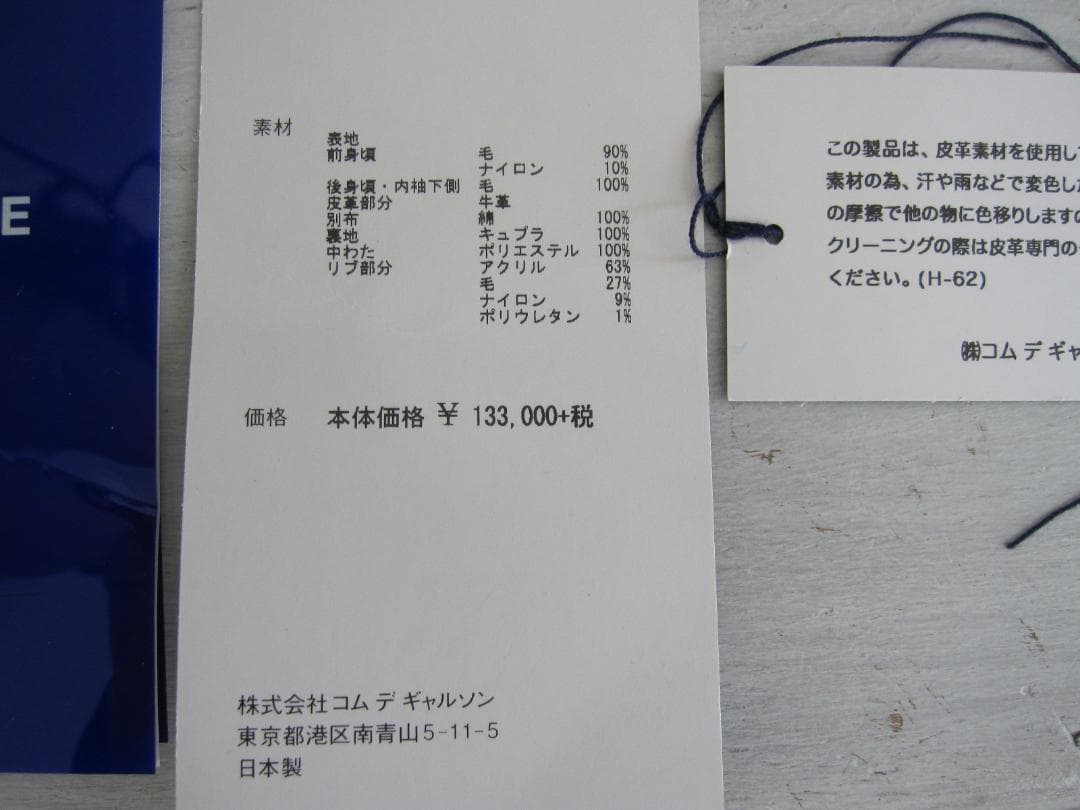 E
素材
表地
前身頃 毛 90%
ナイロン 10%
後身頃・内袖下側 毛 100%
皮革部分 牛革
別布 綿 100%
裏地 キュプラ 100%
中わた ポリエステル 100%
リブ部分 アクリル 63%
毛 27%
ナイロン 9%
ポリウレタン 1%
価格 本体価格 ¥ 133,000+税
株式会社コム デ ギャルソン
東京都港区南青山5-11-5
日本製
この製品は、皮革素材を使用し
素材の為、汗や雨などで変色し
の摩擦で他の物に色移りします
クリーニングの際は皮革専門の
ください。(H-62)
㈱コム デ ギャ